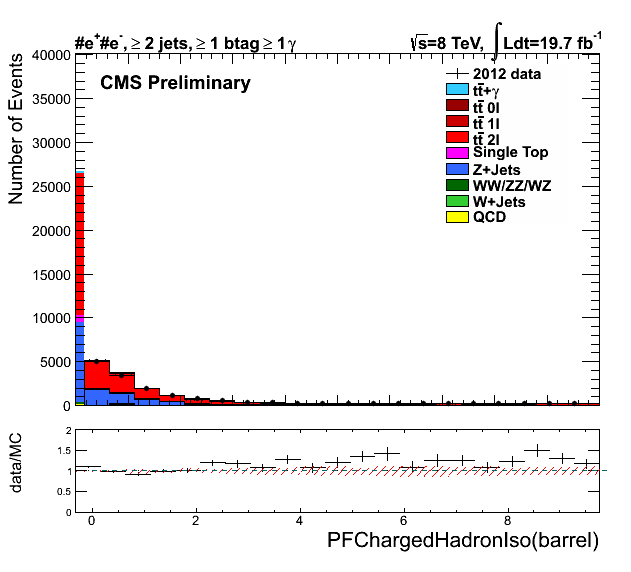 #e+#e-, ≥ 2 jets, ≥ 1 btag ≥ 1 γ
√s=8 TeV, ∫ Ldt=19.7 fb-1
CMS Preliminary
Number of Events
40000
35000
30000
25000
20000
15000
10000
5000
0
2012 data
tt̄+γ
tt̄ 0l
tt̄ 1l
tt̄ 2l
Single Top
Z+Jets
WW/ZZ/WZ
W+Jets
QCD
data/MC
2
1.5
1
0.5
0
0 2 4 6 8
PFChargedHadronIso(barrel)